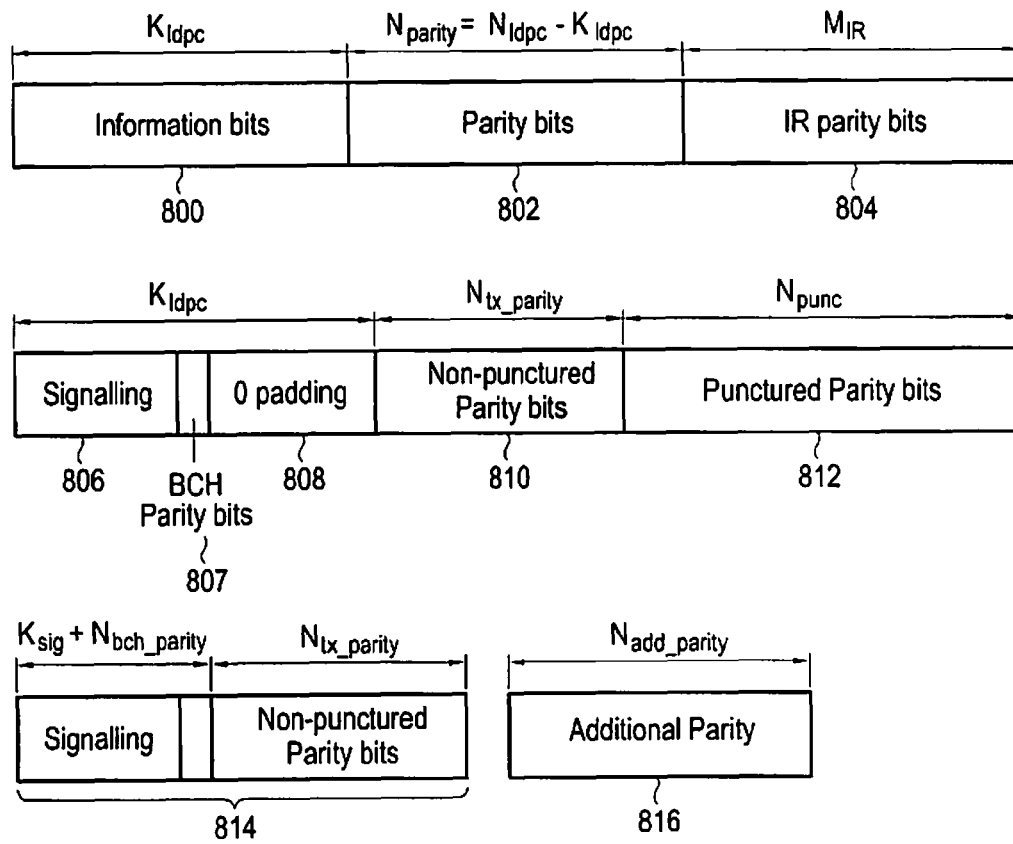 K_ldpc N_parity = N_ldpc - K_ldpc M_IR
Information bits Parity bits IR parity bits
800 802 804
K_ldpc N_tx_parity N_punc
Signalling 0 padding Non-punctured Parity bits Punctured Parity bits
806 BCH Parity bits 808 810 812
807
K_sig + N_bch_parity N_tx_parity N_add_parity
Signalling Non-punctured Parity bits Additional Parity
814 816